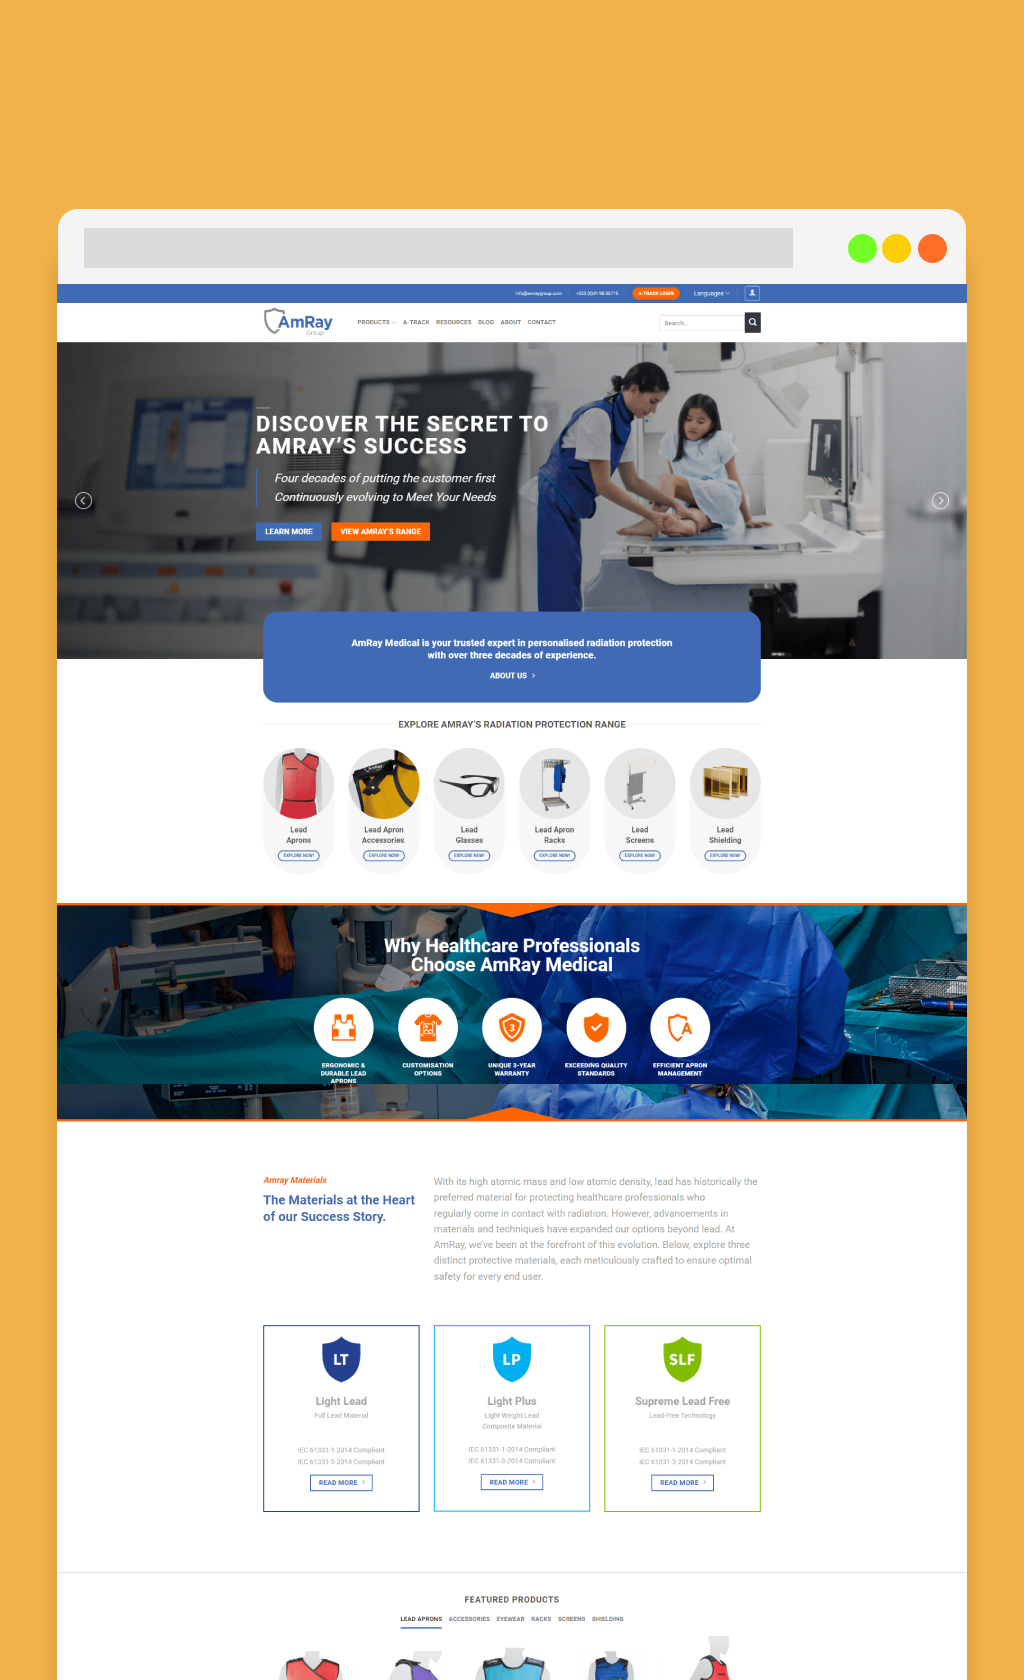 info@amraygroup.com
+353 (0)41 98 38716
A-TRACK LOGIN
Languages
AmRay
Group
PRODUCTS
A-TRACK
RESOURCES
BLOG
ABOUT
CONTACT
Search...
DISCOVER THE SECRET TO
AMRAY'S SUCCESS
Four decades of putting the customer first
Continuously evolving to Meet Your Needs
LEARN MORE
VIEW AMRAY'S RANGE
AmRay Medical is your trusted expert in personalised radiation protection
with over three decades of experience.
ABOUT US
EXPLORE AMRAY'S RADIATION PROTECTION RANGE
Lead
Aprons
EXPLORE NOW!
Lead Apron
Accessories
EXPLORE NOW!
Lead
Glasses
EXPLORE NOW!
Lead Apron
Racks
EXPLORE NOW!
Lead
Screens
EXPLORE NOW!
Lead
Shielding
EXPLORE NOW!
Why Healthcare Professionals
Choose AmRay Medical
ERGONOMIC &
DURABLE LEAD
APRONS
CUSTOMISATION
OPTIONS
3
UNIQUE 3-YEAR
WARRANTY
EXCEEDING QUALITY
STANDARDS
A
EFFICIENT APRON
MANAGEMENT
Amray Materials
The Materials at the Heart
of our Success Story.
With its high atomic mass and low atomic density, lead has historically the
preferred material for protecting healthcare professionals who
regularly come in contact with radiation. However, advancements in
materials and techniques have expanded our options beyond lead. At
AmRay, we've been at the forefront of this evolution. Below, explore three
distinct protective materials, each meticulously crafted to ensure optimal
safety for every end user.
LT
Light Lead
Full Lead Material
IEC 61331-1-2014 Compliant
IEC 61331-3-2014 Compliant
READ MORE
LP
Light Plus
Light Weight Lead
Composite Material
IEC 61331-1-2014 Compliant
IEC 61331-3-2014 Compliant
READ MORE
SLF
Supreme Lead Free
Lead-Free Technology
IEC 61331-1-2014 Compliant
IEC 61331-3-2014 Compliant
READ MORE
FEATURED PRODUCTS
LEAD APRONS
ACCESSORIES
EYEWEAR
RACKS
SCREENS
SHIELDING